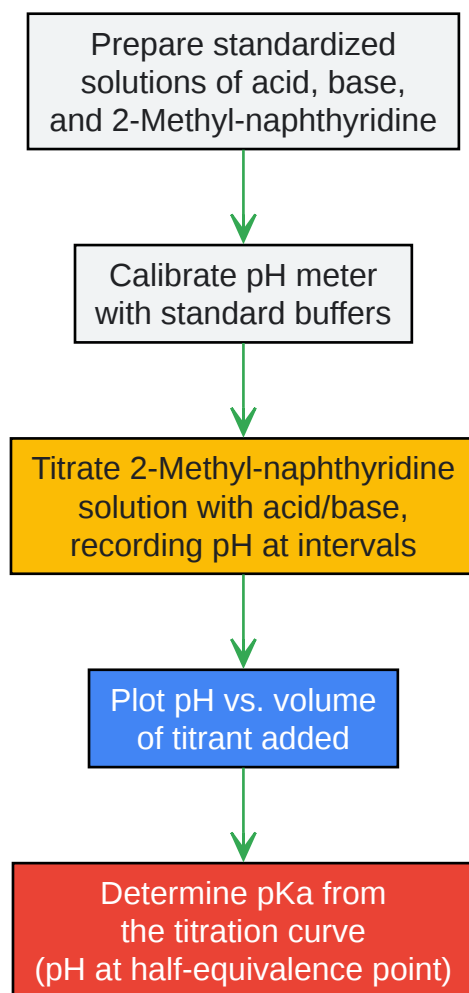 Prepare standardized
solutions of acid, base,
and 2-Methyl-naphthyridine
Calibrate pH meter
with standard buffers
Titrate 2-Methyl-naphthyridine
solution with acid/base,
recording pH at intervals
Plot pH vs. volume
of titrant added
Determine pKa from
the titration curve
(pH at half-equivalence point)